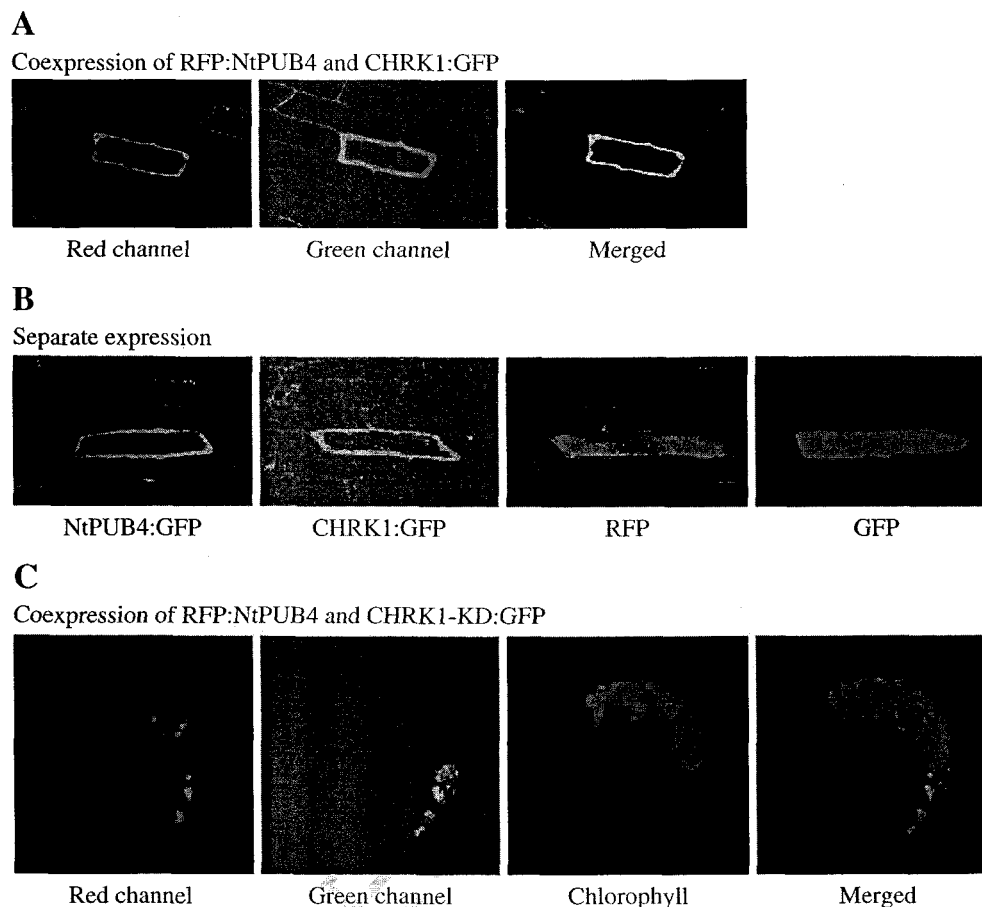 A
Coexpression of RFP:NtPUB4 and CHRK1:GFP
Red channel Green channel Merged
B
Separate expression
NtPUB4:GFP CHRK1:GFP RFP GFP
C
Coexpression of RFP:NtPUB4 and CHRK1-KD:GFP
Red channel Green channel Chlorophyll Merged